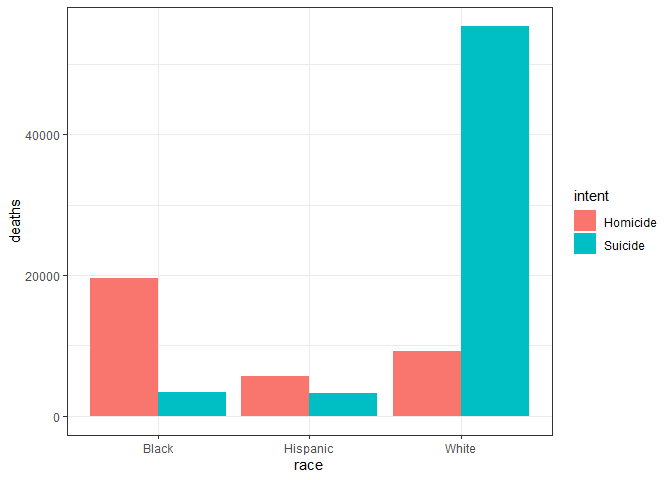 40000
20000
0
deaths
Black Hispanic White
race
intent
Homicide
Suicide